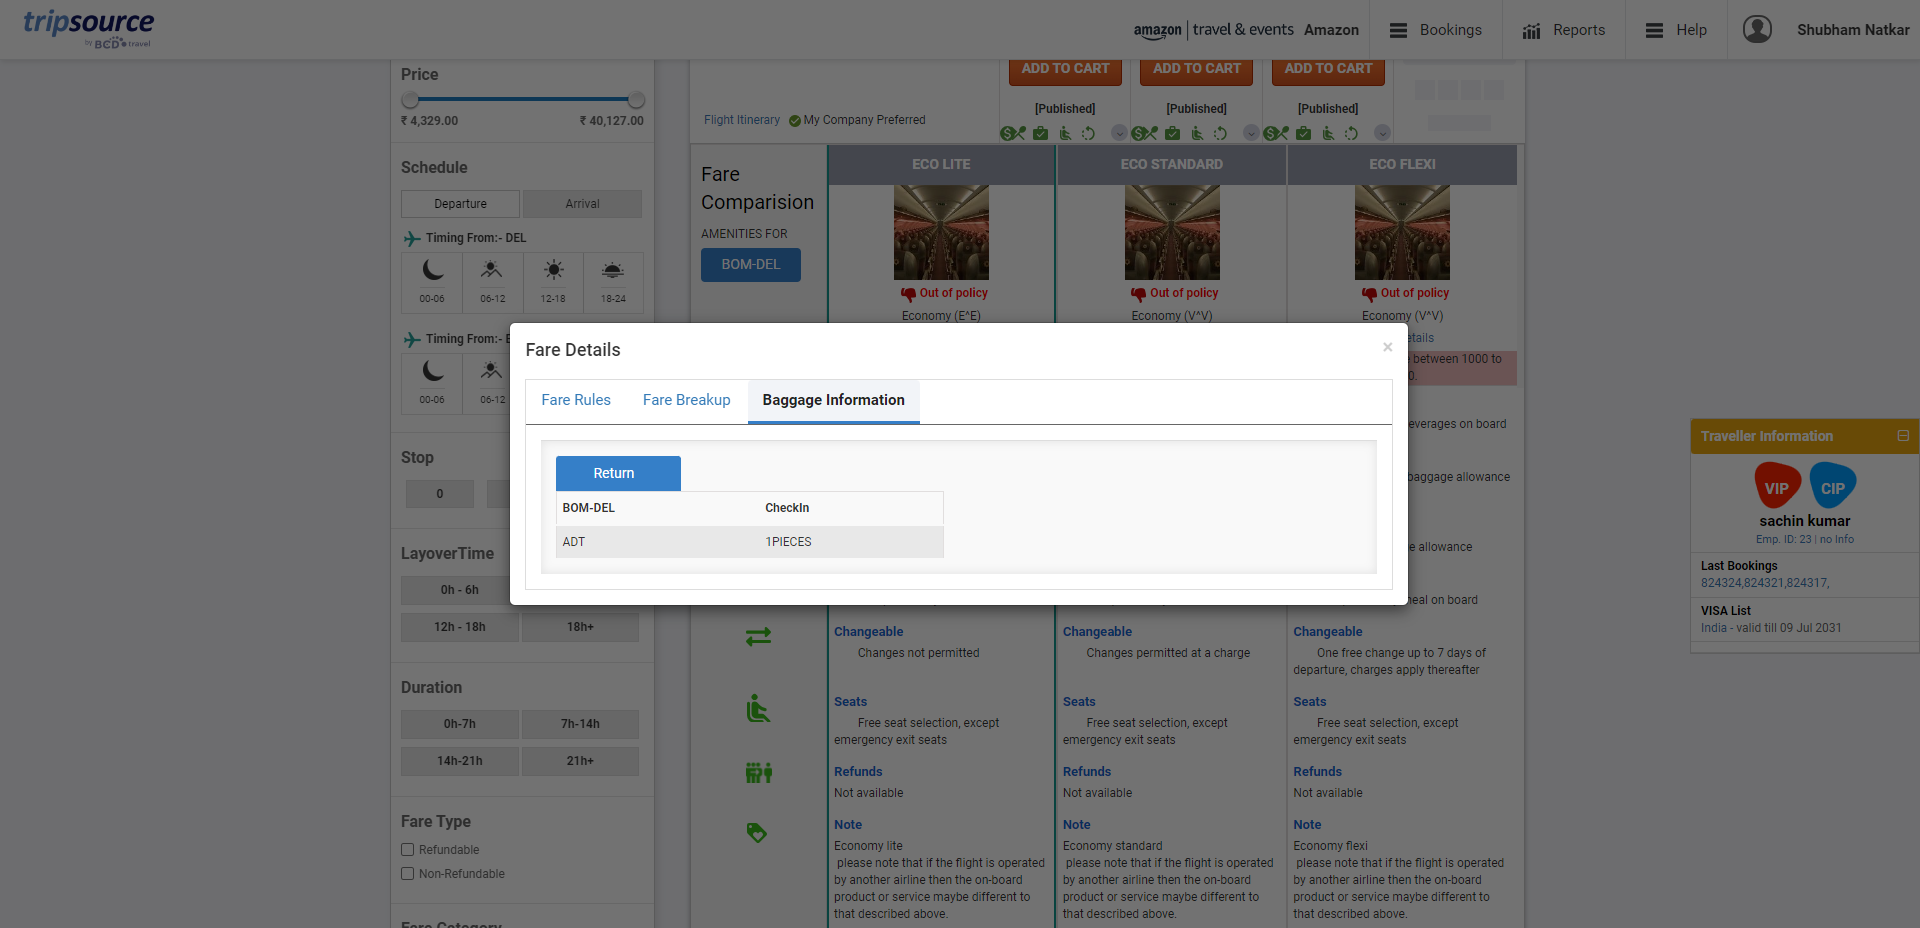 tripsource
by BCD travel
amazon | travel & events Amazon
Bookings
Reports
Help
Shubham Natkar
Price
₹ 4,329.00 ₹ 40,127.00
Schedule
Departure Arrival
Timing From:- DEL
00-06 06-12 12-18 18-24
Timing From:-
00-06 06-12
Stop
0
LayoverTime
0h - 6h
12h - 18h 18h+
Duration
0h-7h 7h-14h
14h-21h 21h+
Fare Type
Refundable
Non-Refundable
Fare Category
ADD TO CART ADD TO CART ADD TO CART
[Published] [Published] [Published]
Flight Itinerary My Company Preferred
Fare
Comparision
AMENITIES FOR
BOM-DEL
ECO LITE ECO STANDARD ECO FLEXI
Out of policy Out of policy Out of policy
Economy (E^E) Economy (V^V) Economy (V^V)
etails
between 1000 to
0.
everages on board
baggage allowance
e allowance
neal on board
Fare Details ×
Fare Rules Fare Breakup Baggage Information
Return
BOM-DEL CheckIn
ADT 1PIECES
Changeable
Changes not permitted
Changeable
Changes permitted at a charge
Changeable
One free change up to 7 days of
departure, charges apply thereafter
Seats
Free seat selection, except
emergency exit seats
Seats
Free seat selection, except
emergency exit seats
Seats
Free seat selection, except
emergency exit seats
Refunds
Not available
Refunds
Not available
Refunds
Not available
Note
Economy lite
please note that if the flight is operated
by another airline then the on-board
product or service maybe different to
that described above.
Note
Economy standard
please note that if the flight is operated
by another airline then the on-board
product or service maybe different to
that described above.
Note
Economy flexi
please note that if the flight is operated
by another airline then the on-board
product or service maybe different to
that described above.
Traveller Information
VIP CIP
sachin kumar
Emp. ID: 23 | no Info
Last Bookings
824324,824321,824317,
VISA List
India - valid till 09 Jul 2031